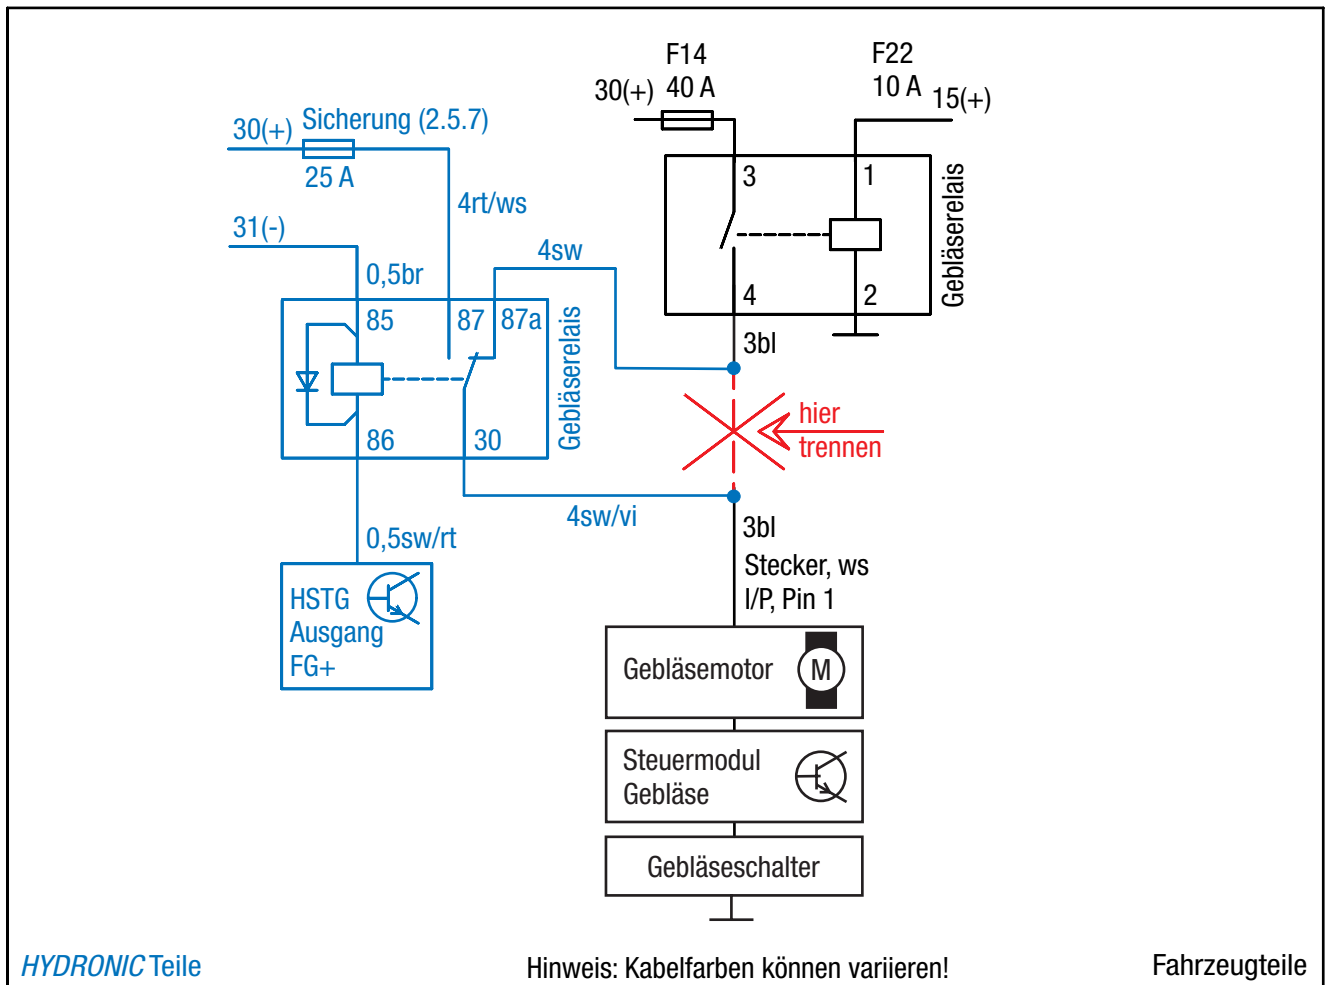 F14
40 A
30(+)
F22
10 A
15(+)
3
1
4
2
Gebläserelais
30(+)
Sicherung (2.5.7)
25 A
4rt/ws
31(-)
0,5br
4sw
85
87
87a
86
30
Gebläserelais
3bl
hier
trennen
4sw/vi
0,5sw/rt
HSTG
Ausgang
FG+
3bl
Stecker, ws
I/P, Pin 1
Gebläsemotor
M
Steuermodul
Gebläse
Gebläseschalter
HYDRONIC Teile
Hinweis: Kabelfarben können variieren!
Fahrzeugteile